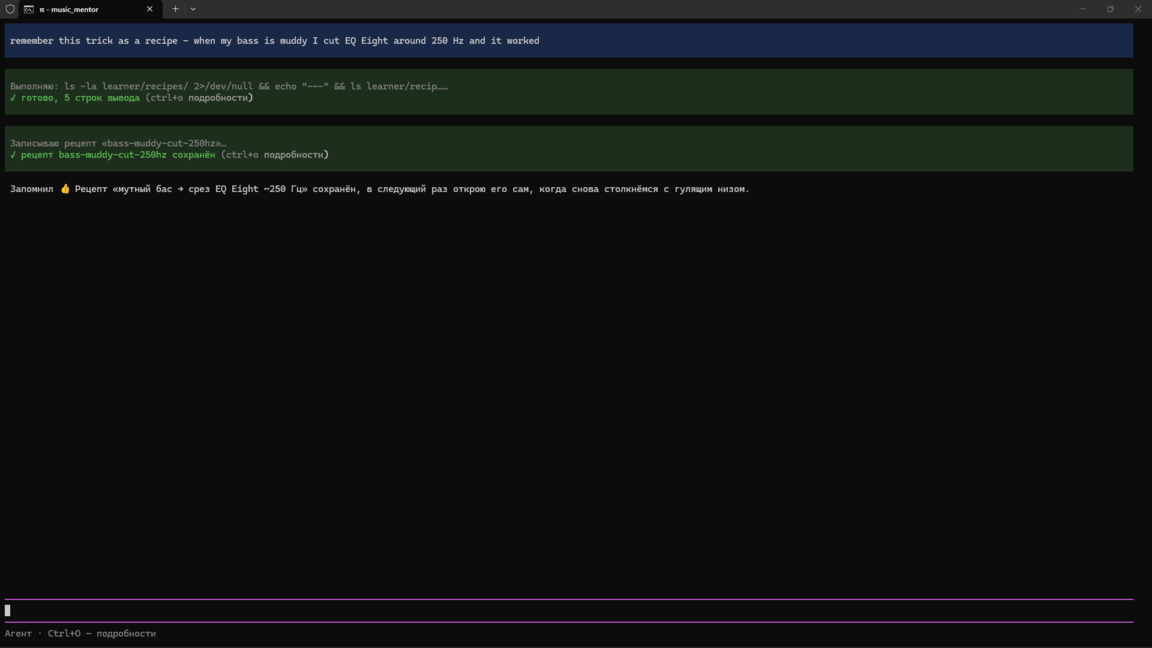 π - music_mentor
remember this trick as a recipe - when my bass is muddy I cut EQ Eight around 250 Hz and it worked
Выполняю: ls -la learner/recipes/ 2>/dev/null && echo "---" && ls learner/recip……
✓ готово, 5 строк вывода (ctrl+o подробности)
Записываю рецепт «bass-muddy-cut-250hz»…
✓ рецепт bass-muddy-cut-250hz сохранён (ctrl+o подробности)
Запомнил 👍 Рецепт «мутный бас → срез EQ Eight ~250 Гц» сохранён, в следующий раз открою его сам, когда снова столкнёмся с гулящим низом.
Агент · Ctrl+O — подробности